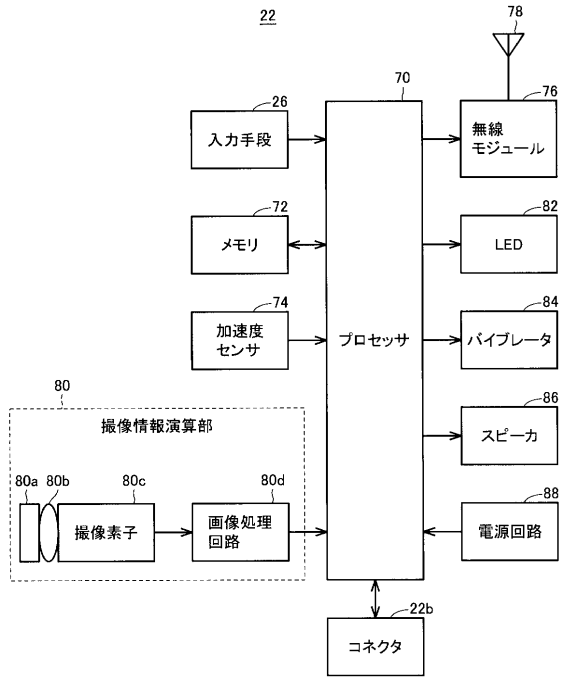 22
78
70
76
無線
モジュール
26
入力手段
72
メモリ
82
LED
74
加速度
センサ
プロセッサ
84
バイブレータ
80
撮像情報演算部
86
スピーカ
80a
80b
80c
撮像素子
80d
画像処理
回路
88
電源回路
22b
コネクタ